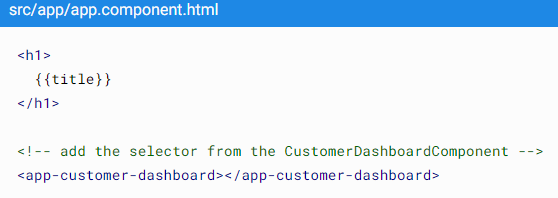 src/app/app.component.html
<h1>
{{title}}
</h1>
<!-- add the selector from the CustomerDashboardComponent -->
<app-customer-dashboard></app-customer-dashboard>